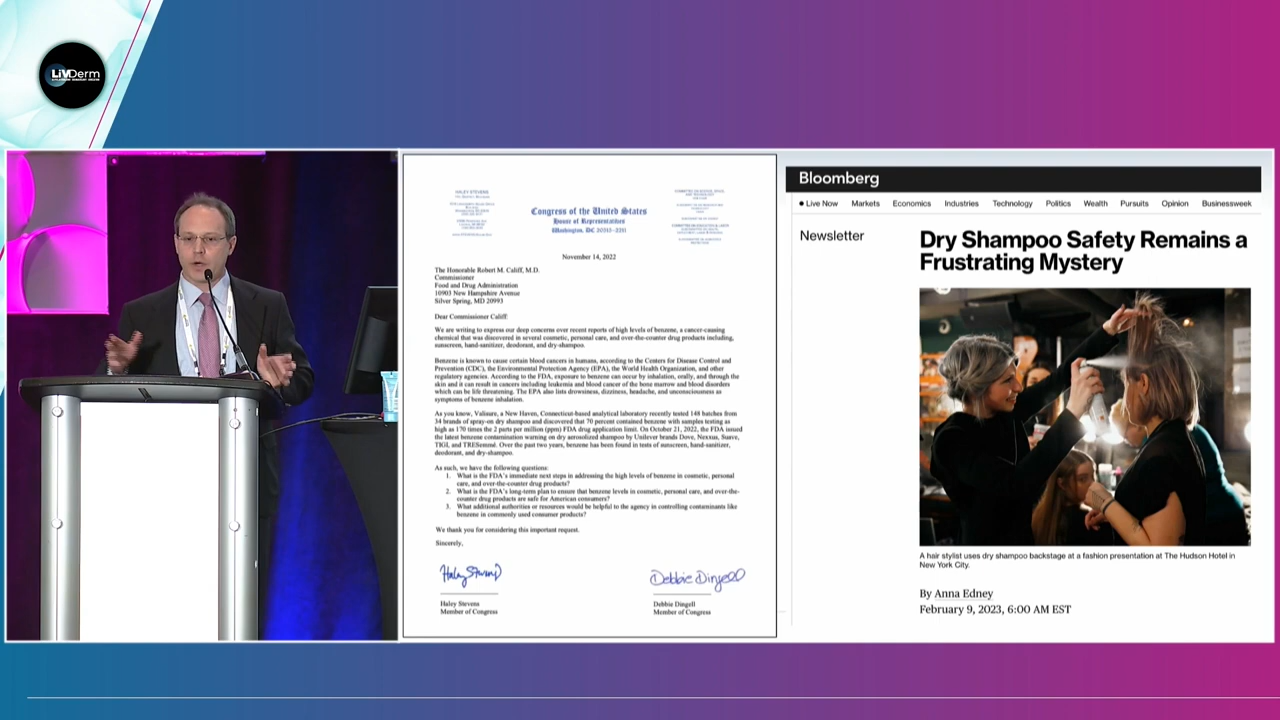 LiVDerm
HALEY STEVENS
Congress of the United States
House of Representatives
Washington, DC 20515-2211
November 14, 2022
The Honorable Robert M. Califf, M.D.
Commissioner
Food and Drug Administration
10903 New Hampshire Avenue
Silver Spring, MD 20993
Dear Commissioner Califf:
We are writing to express our deep concerns over recent reports of high levels of benzene, a cancer-causing
chemical that was discovered in several cosmetic, personal care, and over-the-counter drug products including,
sunscreen, hand-sanitizer, deodorant, and dry-shampoo.
Benzene is known to cause certain blood cancers in humans, according to the Centers for Disease Control and
Prevention (CDC), the Environmental Protection Agency (EPA), the World Health Organization, and other
regulatory agencies. According to the FDA, exposure to benzene can occur by inhalation, orally, and through the
skin and it can result in cancers including leukemia and blood cancer of the bone marrow and blood disorders
which can be life threatening. The EPA also lists drowsiness, dizziness, headache, and unconsciousness as
symptoms of benzene inhalation.
As you know, Valisure, a New Haven, Connecticut-based analytical laboratory recently tested 148 batches from
34 brands of spray-on dry shampoo and discovered that 70 percent contained benzene with samples testing as
high as 170 times the 2 parts per million (ppm) FDA drug application limit. On October 21, 2022, the FDA issued
the latest benzene contamination warning on dry aerosolized shampoo by Unilever brands Dove, Nexxus, Suave,
TIGI, and TRESemmé. Over the past two years, benzene has been found in tests of sunscreen, hand-sanitizer,
deodorant, and dry-shampoo.
As such, we have the following questions:
1. What is the FDA's immediate next steps in addressing the high levels of benzene in cosmetic, personal
care, and over-the-counter drug products?
2. What is the FDA's long-term plan to ensure that benzene levels in cosmetic, personal care, and over-the-
counter drug products are safe for American consumers?
3. What additional authorities or resources would be helpful to the agency in controlling contaminants like
benzene in commonly used consumer products?
We thank you for considering this important request.
Sincerely,
Haley Stevens
Debbie Dingell
Haley Stevens
Member of Congress
Debbie Dingell
Member of Congress
Bloomberg
• Live Now Markets Economics Industries Technology Politics Wealth Pursuits Opinion Businessweek
Newsletter
Dry Shampoo Safety Remains a
Frustrating Mystery
A hair stylist uses dry shampoo backstage at a fashion presentation at The Hudson Hotel in
New York City.
By Anna Edney
February 9, 2023, 6:00 AM EST